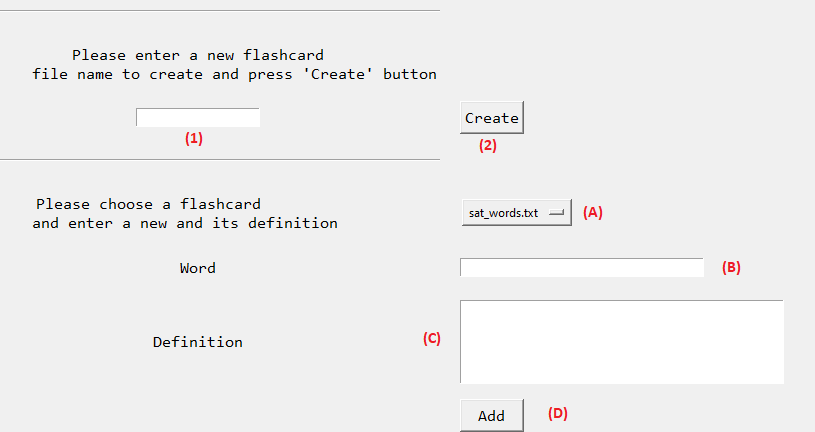 Please enter a new flashcard
file name to create and press 'Create' button
Create
(1)
(2)
Please choose a flashcard
and enter a new and its definition
sat_words.txt
(A)
Word
(B)
Definition
(C)
Add
(D)